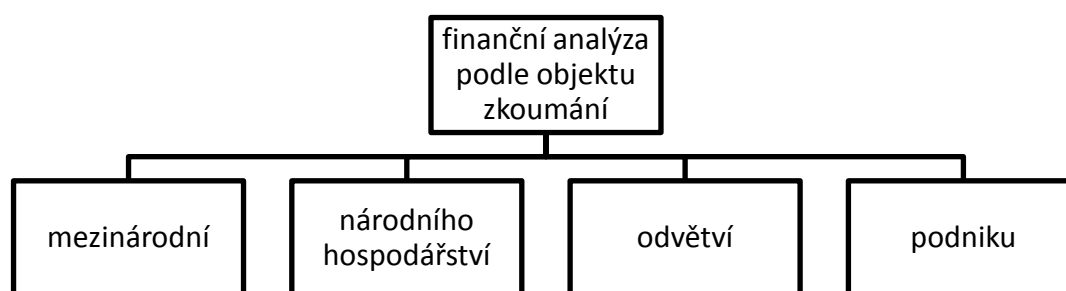 finanční analýza
podle objektu
zkoumání
mezinárodní
národního
hospodářství
odvětví
podniku